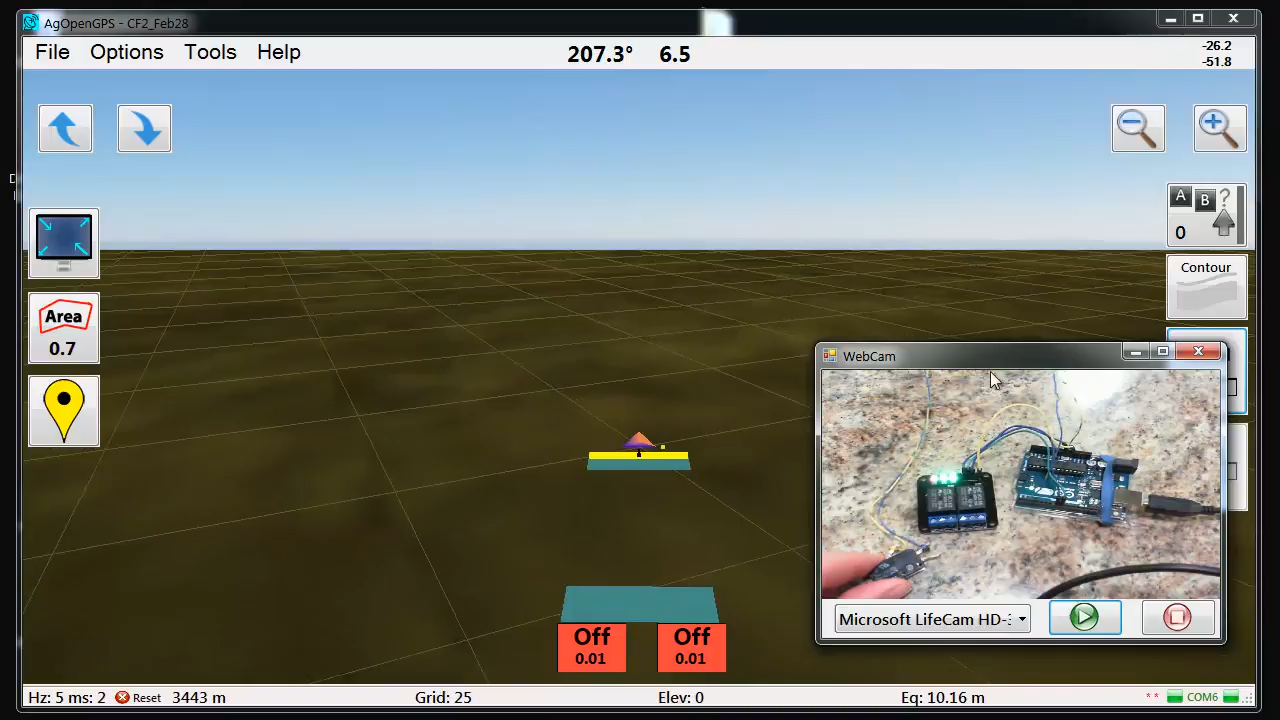 AgOpenGPS - CF2_Feb28
File Options Tools Help
207.3° 6.5
-26.2
-51.8
A B ?
0
Contour
Area
0.7
WebCam
Microsoft LifeCam HD-
Off Off
0.01 0.01
Hz: 5 ms: 2 Reset 3443 m Grid: 25 Elev: 0 Eq: 10.16 m ** COM6